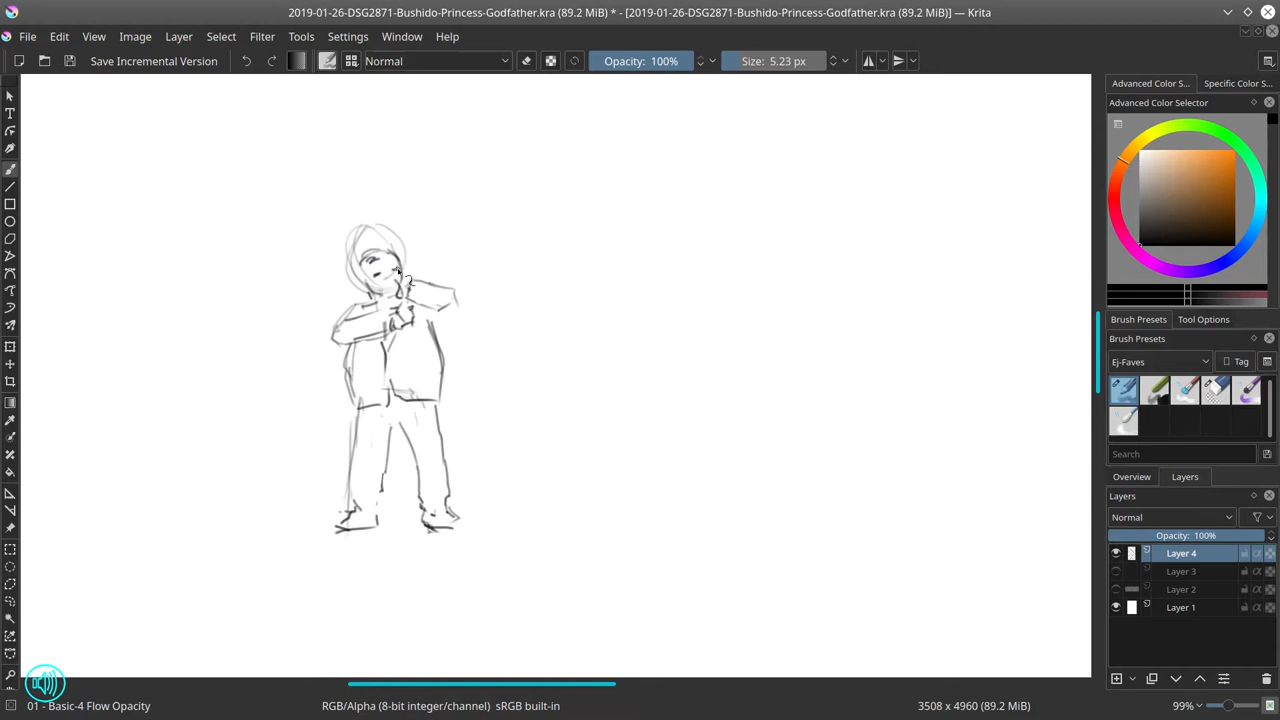 2019-01-26-DSG2871-Bushido-Princess-Godfather.kra (89.2 MiB) * - [2019-01-26-DSG2871-Bushido-Princess-Godfather.kra (89.2 MiB)] — Krita
File Edit View Image Layer Select Filter Tools Settings Window Help
Save Incremental Version Normal Opacity: 100% Size: 5.23 px
Advanced Color S... Specific Color S...
Advanced Color Selector
Brush Presets Tool Options
Brush Presets
Ej-Faves Tag
Search
Overview Layers
Layers
Normal
Opacity: 100%
Layer 4
Layer 3
Layer 2
Layer 1
01 - Basic-4 Flow Opacity RGB/Alpha (8-bit integer/channel) sRGB built-in 3508 x 4960 (89.2 MiB) 99%